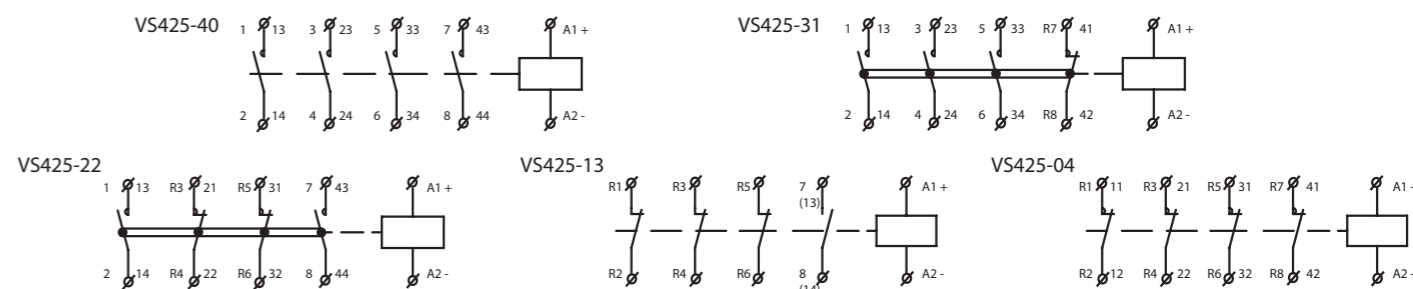 VS425-40
1 13 3 23 5 33 7 43 A1 +
2 14 4 24 6 34 8 44 A2 -
VS425-31
1 13 3 23 5 33 R7 41 A1 +
2 14 4 24 6 34 R8 42 A2 -
VS425-22
1 13 R3 21 R5 31 7 43 A1 +
2 14 R4 22 R6 32 8 44 A2 -
VS425-13
R1 R3 R5 7 A1 +
(13)
R2 R4 R6 8 A2 -
(14)
VS425-04
R1 11 R3 21 R5 31 R7 41 A1 -
R2 12 R4 22 R6 32 R8 42 A2 -